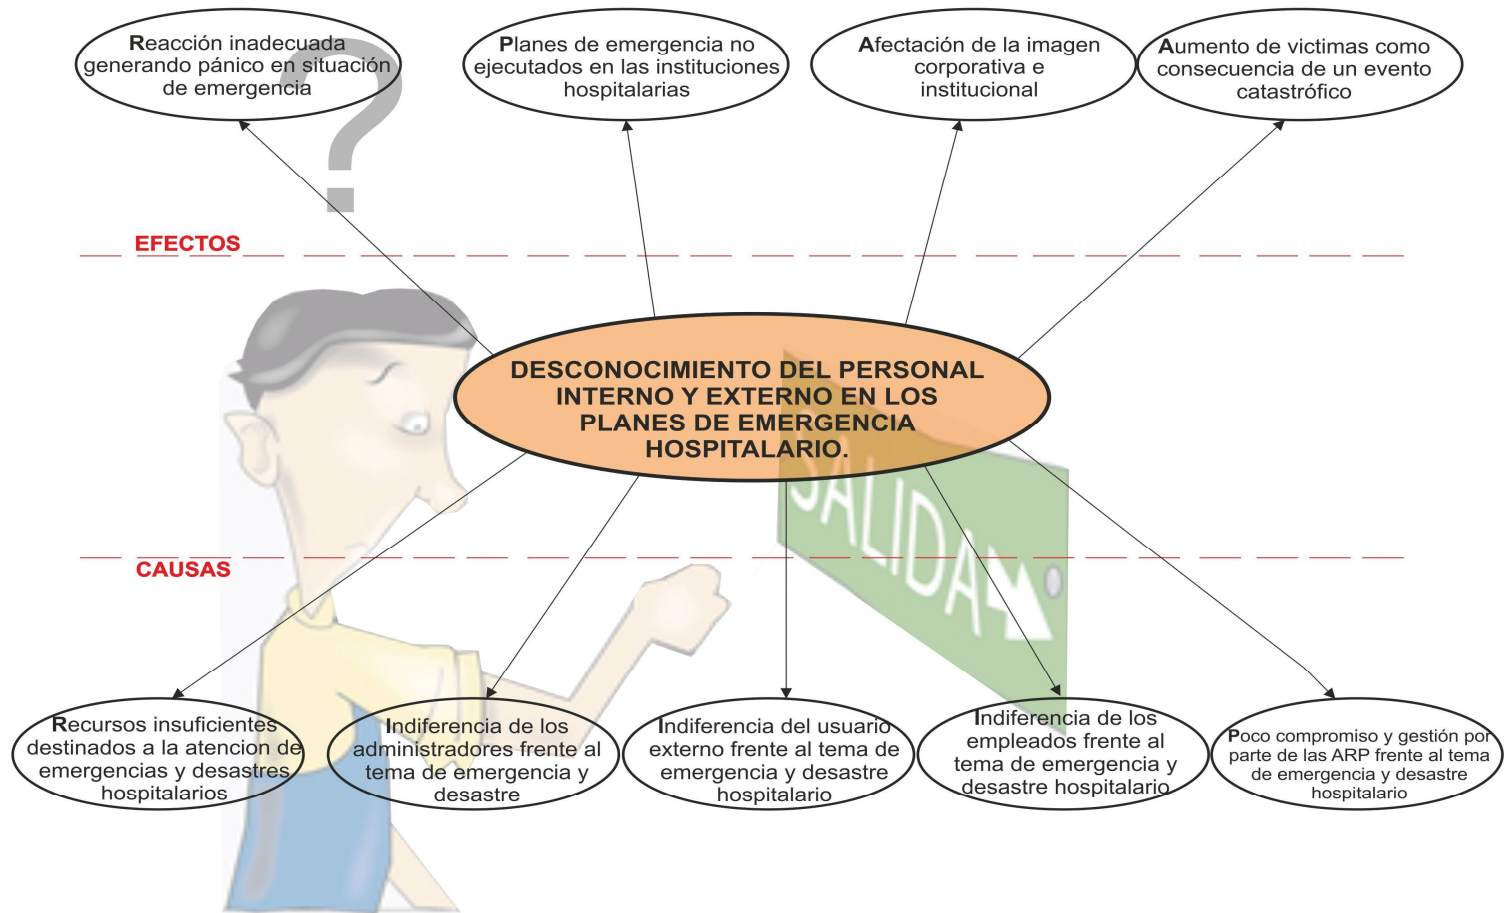 Reacción inadecuada
generando pánico en situación
de emergencia
?
Planes de emergencia no
ejecutados en las instituciones
hospitalarias
Afectación de la imagen
corporativa e
institucional
Aumento de victimas como
consecuencia de un evento
catastrófico
EFECTOS
DESCONOCIMIENTO DEL PERSONAL
INTERNO Y EXTERNO EN LOS
PLANES DE EMERGENCIA
HOSPITALARIO.
SALIDA
CAUSAS
Recursos insuficientes
destinados a la atencion de
emergencias y desastres
hospitalarios
Indiferencia de los
administradores frente al
tema de emergencia y
desastre
Indiferencia del usuario
externo frente al tema de
emergencia y desastre
hospitalario
Indiferencia de los
empleados frente al
tema de emergencia y
desastre hospitalario
Poco compromiso y gestión por
parte de las ARP frente al tema
de emergencia y desastre
hospitalario